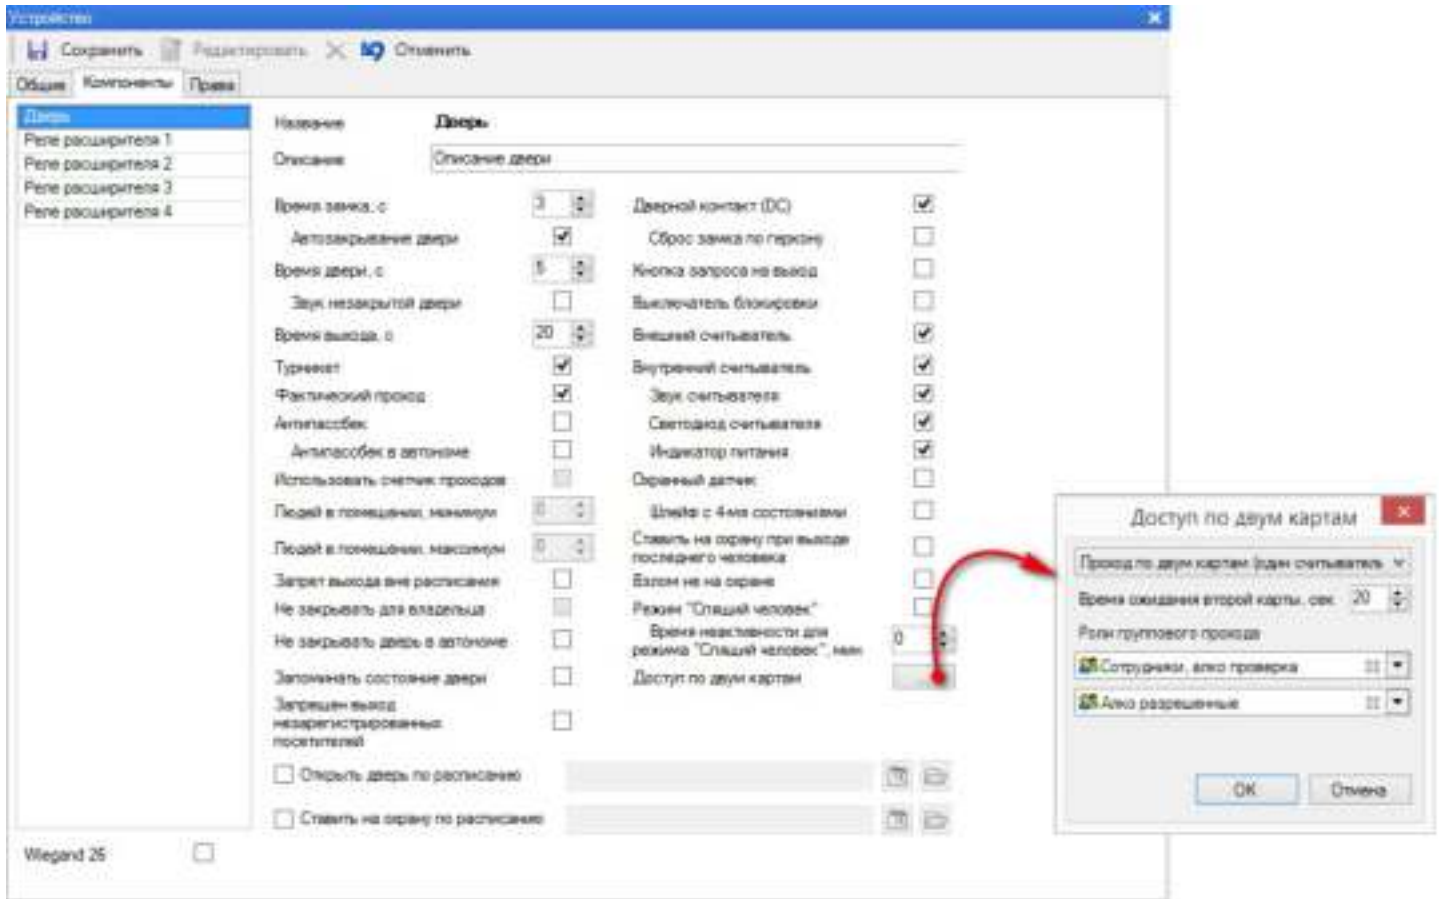 Устройство
Сохранить Редактировать Отменить
Общие Компоненты Права
Дверь
Реле расширителя 1
Реле расширителя 2
Реле расширителя 3
Реле расширителя 4
Название Дверь
Описание Описание двери
Время замка, с 3
Автозакрывание двери
Время двери, с 5
Звук незакрытой двери
Время выхода, с 20
Турникет
Фактический проход
Антипассбек
Антипассбек в автономе
Использовать счетчик проходов
Людей в помещении, минимум 0
Людей в помещении, максимум 0
Запрет выхода вне расписания
Не закрывать для владельца
Не закрывать дверь в автономе
Запоминать состояние двери
Запрещен выход
незарегистрированных
посетителей
Дверной контакт (DC)
Сброс замка по геркону
Кнопка запроса на выход
Выключатель блокировки
Внешний считыватель
Внутренний считыватель
Звук считывателя
Светодиод считывателя
Индикатор питания
Охранный датчик
Шлейф с 4-мя состояниями
Ставить на охрану при выходе
последнего человека
Взлом не на охране
Режим "Спящий человек"
Время неактивности для
режима "Спящий человек", мин 0
Доступ по двум картам ...
Открыть дверь по расписанию
Ставить на охрану по расписанию
Wiegand 26
Доступ по двум картам
Проход по двум картам (один считыватель
Время ожидания второй карты, сек 20
Роли группового прохода
Сотрудники, алко проверка
Алко разрешенные
OK Отмена